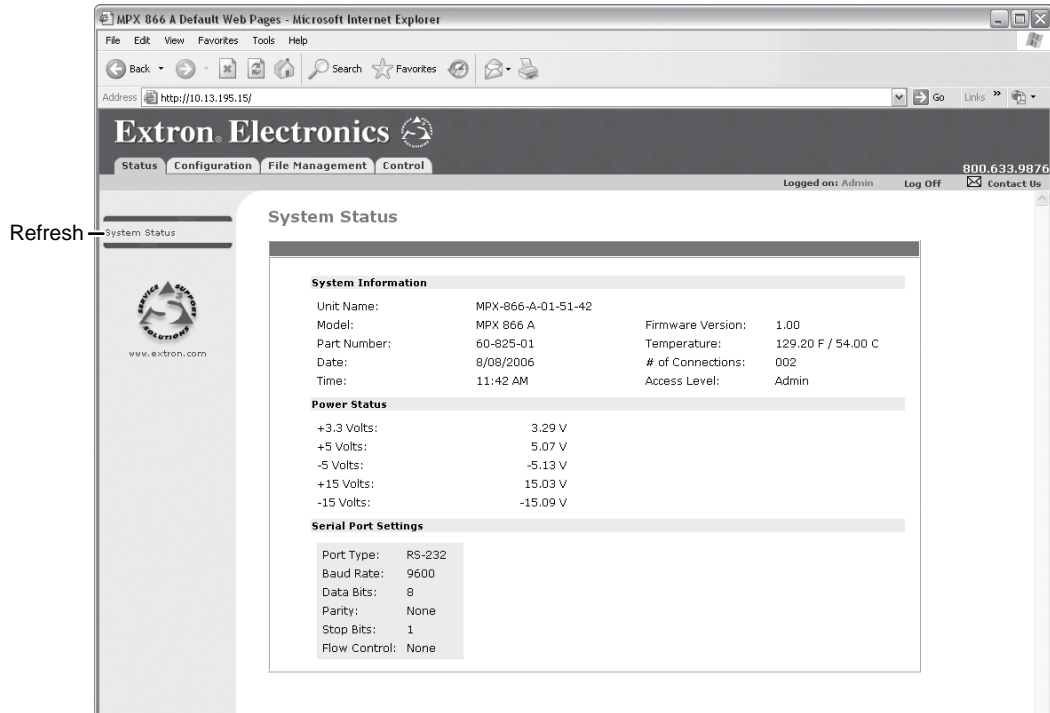 MPX 866 A Default Web Pages - Microsoft Internet Explorer
File Edit View Favorites Tools Help
Back Search Favorites
Address http://10.13.195.15/ Go Links »
Extron® Electronics
Status Configuration File Management Control 800.633.9876
Logged on: Admin Log Off Contact Us
Refresh
System Status
System Status
SERVICE SUPPORT SOLUTIONS
S3
www.extron.com
System Information
Unit Name: MPX-866-A-01-51-42
Model: MPX 866 A Firmware Version: 1.00
Part Number: 60-825-01 Temperature: 129.20 F / 54.00 C
Date: 8/08/2006 # of Connections: 002
Time: 11:42 AM Access Level: Admin
Power Status
+3.3 Volts: 3.29 V
+5 Volts: 5.07 V
-5 Volts: -5.13 V
+15 Volts: 15.03 V
-15 Volts: -15.09 V
Serial Port Settings
Port Type: RS-232
Baud Rate: 9600
Data Bits: 8
Parity: None
Stop Bits: 1
Flow Control: None